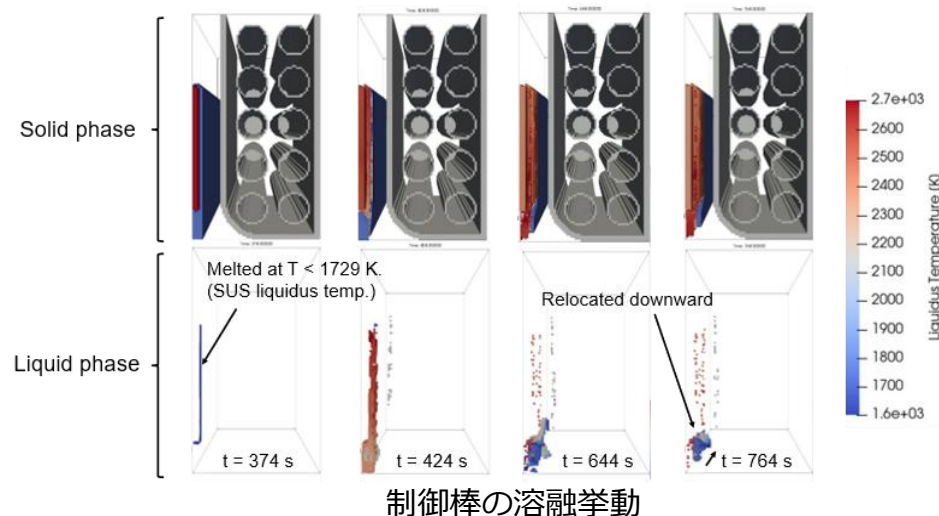 Solid phase
Melted at T < 1729 K.
(SUS liquidus temp.)
Relocated downward
Liquid phase
t = 374 s
t = 424 s
t = 644 s
t = 764 s
2.7e+03
2600
2500
2400
2300
2200
2100
2000
1900
1800
1700
1.6e+03
Liquidus Temperature (K)
制御棒の溶融挙動